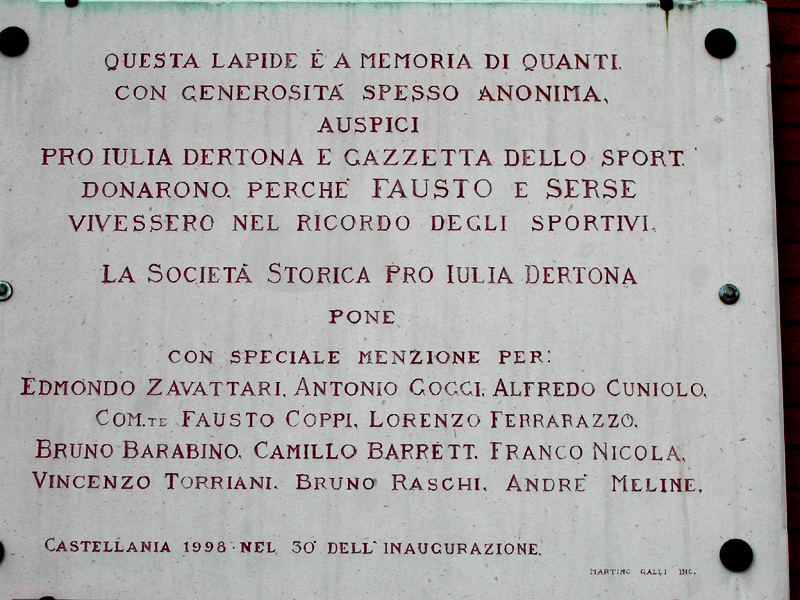 QUESTA LAPIDE É A MEMORIA DI QUANTI,
CON GENEROSITÁ SPESSO ANONIMA,
AUSPICI
PRO IULIA DERTONA E GAZZETTA DELLO SPORT,
DONARONO, PERCHÉ FAUSTO E SERSE
VIVESSERO NEL RICORDO DEGLI SPORTIVI,
LA SOCIETÁ STORICA PRO IULIA DERTONA
PONE
CON SPECIALE MENZIONE PER:
EDMONDO ZAVATTARI, ANTONIO GOGGI, ALFREDO CUNIOLO,
COM.TE FAUSTO COPPI, LORENZO FERRARAZZO,
BRUNO BARABINO, CAMILLO BARRETT, FRANCO NICOLA,
VINCENZO TORRIANI, BRUNO RASCHI, ANDRÉ MELINE,
CASTELLANIA 1998 · NEL 30° DELL'INAUGURAZIONE.
MARTINO GALLI INC.